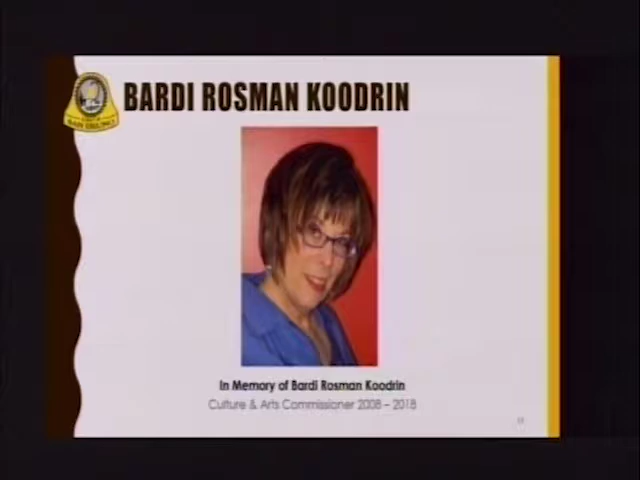 BARDI ROSMAN KOODRIN
In Memory of Bardi Rosman Koodrin
Culture & Arts Commissioner 2008 – 2018